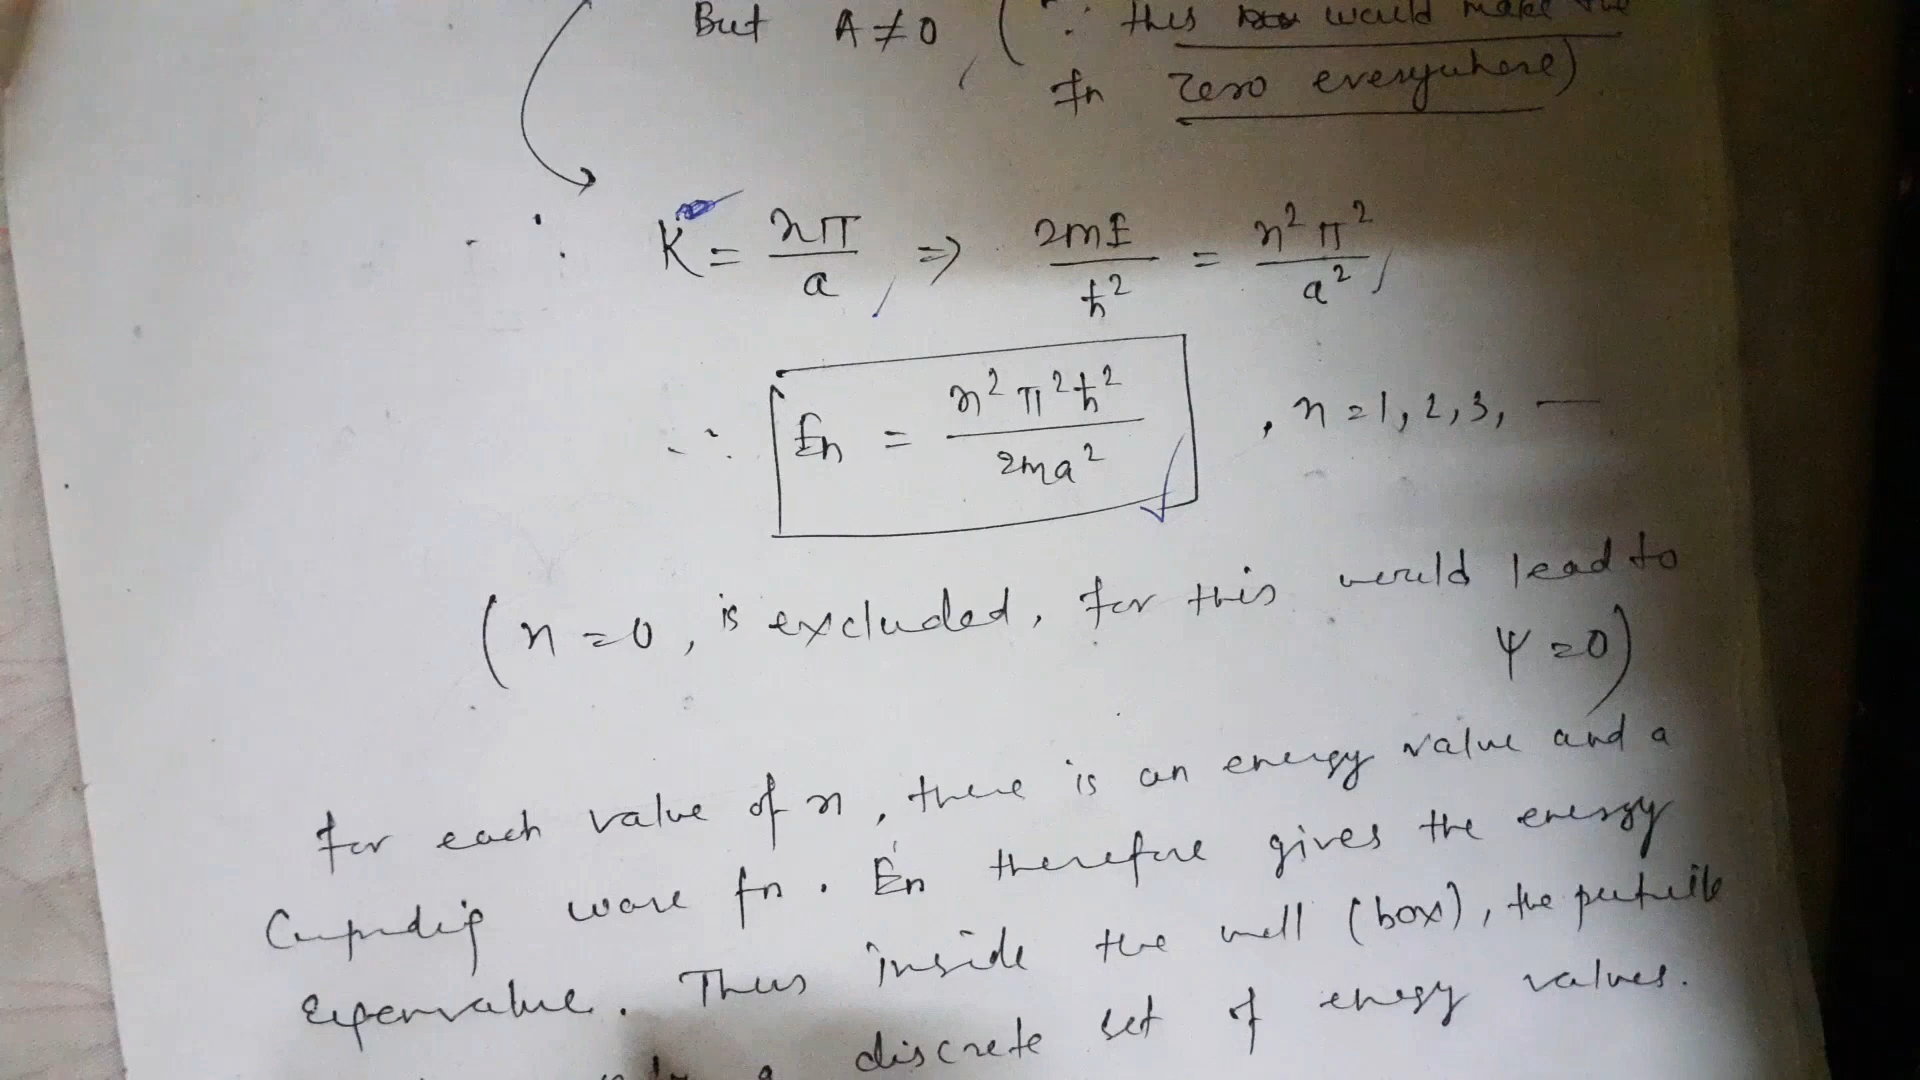 But A ≠ 0 ( ∵ this would make the
fn zero everywhere)
∴ K = nπ/a , ⇒ 2mE/ħ² = n²π²/a² ,
∴ En = n²π²ħ²/2ma² , n = 1, 2, 3, —
(n = 0, is excluded, for this would lead to
ψ = 0)
for each value of n, there is an energy value and a
wave fn. En therefore gives the energy
Eigenvalue. Thus inside the well (box), the particle
a discrete set of energy values.